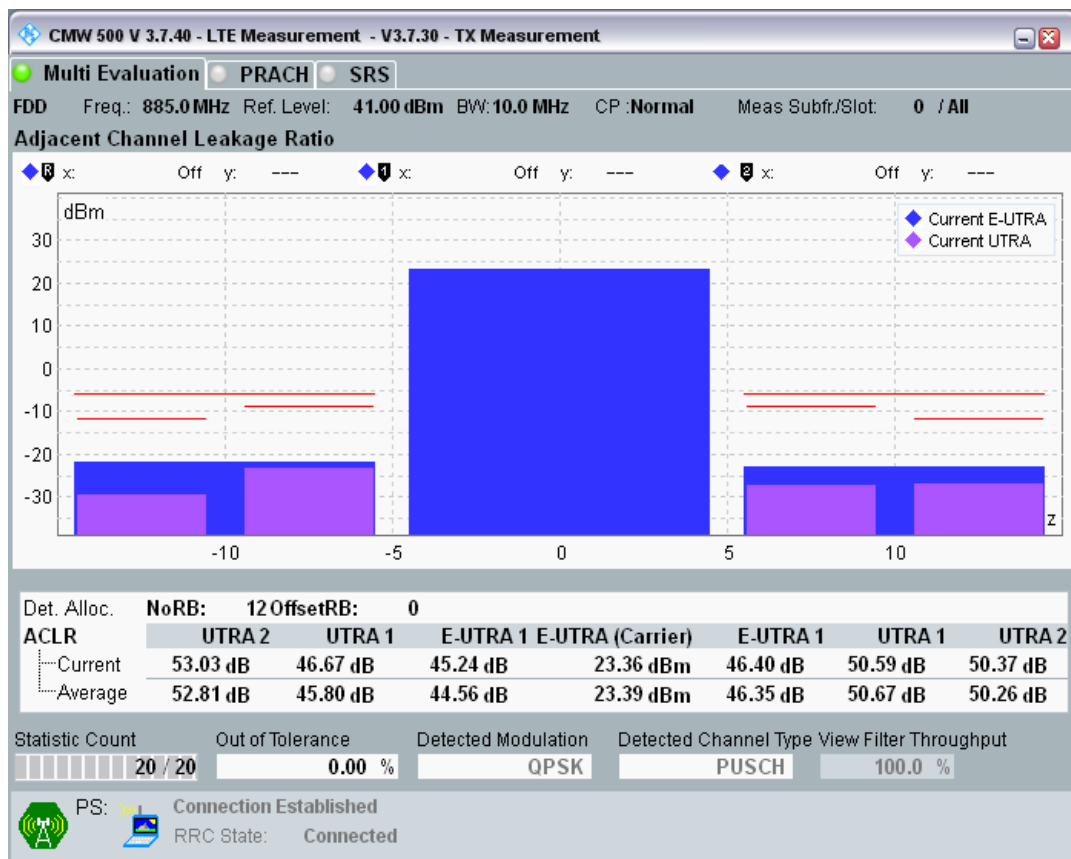 CMW 500 V 3.7.40 - LTE Measurement - V3.7.30 - TX Measurement
Multi Evaluation PRACH SRS
FDD Freq.: 885.0 MHz Ref. Level: 41.00 dBm BW: 10.0 MHz CP :Normal Meas Subfr./Slot: 0 / All
Adjacent Channel Leakage Ratio
R x: Off y: --- 1 x: Off y: --- 2 x: Off y: ---
dBm
Current E-UTRA
Current UTRA
30
20
10
0
-10
-20
-30
z
-10 -5 0 5 10
Det. Alloc. NoRB: 12 OffsetRB: 0
ACLR UTRA 2 UTRA 1 E-UTRA 1 E-UTRA (Carrier) E-UTRA 1 UTRA 1 UTRA 2
Current 53.03 dB 46.67 dB 45.24 dB 23.36 dBm 46.40 dB 50.59 dB 50.37 dB
Average 52.81 dB 45.80 dB 44.56 dB 23.39 dBm 46.35 dB 50.67 dB 50.26 dB
Statistic Count Out of Tolerance Detected Modulation Detected Channel Type View Filter Throughput
20 / 20 0.00 % QPSK PUSCH 100.0 %
PS: Connection Established
RRC State: Connected